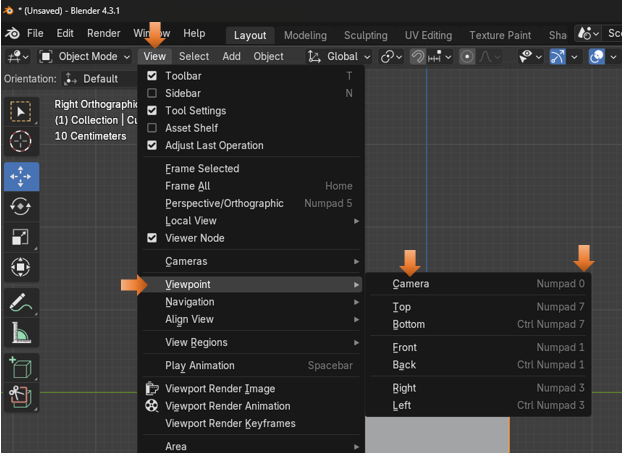 * (Unsaved) - Blender 4.3.1
File Edit Render Window Help Layout Modeling Sculpting UV Editing Texture Paint Sha Sc
Object Mode View Select Add Object Global
Orientation: Default
Right Orthographic
(1) Collection | Cu
10 Centimeters
Toolbar T
Sidebar N
Tool Settings
Asset Shelf
Adjust Last Operation
Frame Selected
Frame All Home
Perspective/Orthographic Numpad 5
Local View
Viewer Node
Cameras
Viewpoint
Navigation
Align View
View Regions
Play Animation Spacebar
Viewport Render Image
Viewport Render Animation
Viewport Render Keyframes
Area
Camera Numpad 0
Top Numpad 7
Bottom Ctrl Numpad 7
Front Numpad 1
Back Ctrl Numpad 1
Right Numpad 3
Left Ctrl Numpad 3